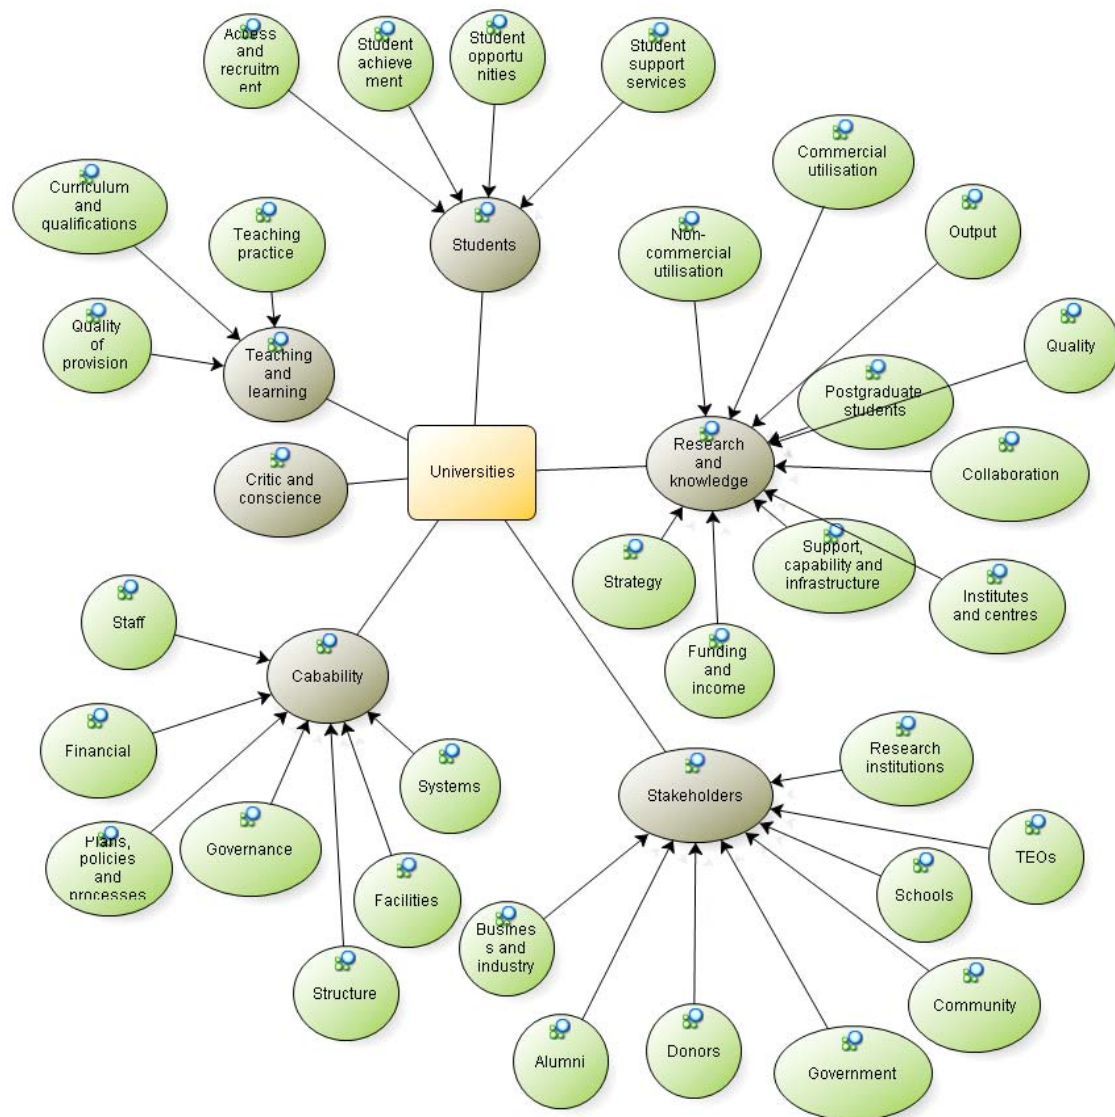 Access
and
recruitm
ent
Student
achieve
ment
Student
opportu
nities
Student
support
services
Commercial
utilisation
Curriculum
and
qualifications
Teaching
practice
Students
Non-
commercial
utilisation
Output
Quality
of
provision
Teaching
and
learning
Quality
Postgraduate
students
Critic and
conscience
Universities
Research
and
knowledge
Collaboration
Strategy
Support,
capability and
infrastructure
Institutes
and centres
Staff
Funding
and
income
Cabability
Financial
Systems
Research
institutions
Stakeholders
Plans,
policies
and
processes
Governance
Facilities
TEOs
Schools
Busines
s and
industry
Structure
Community
Alumni
Donors
Government